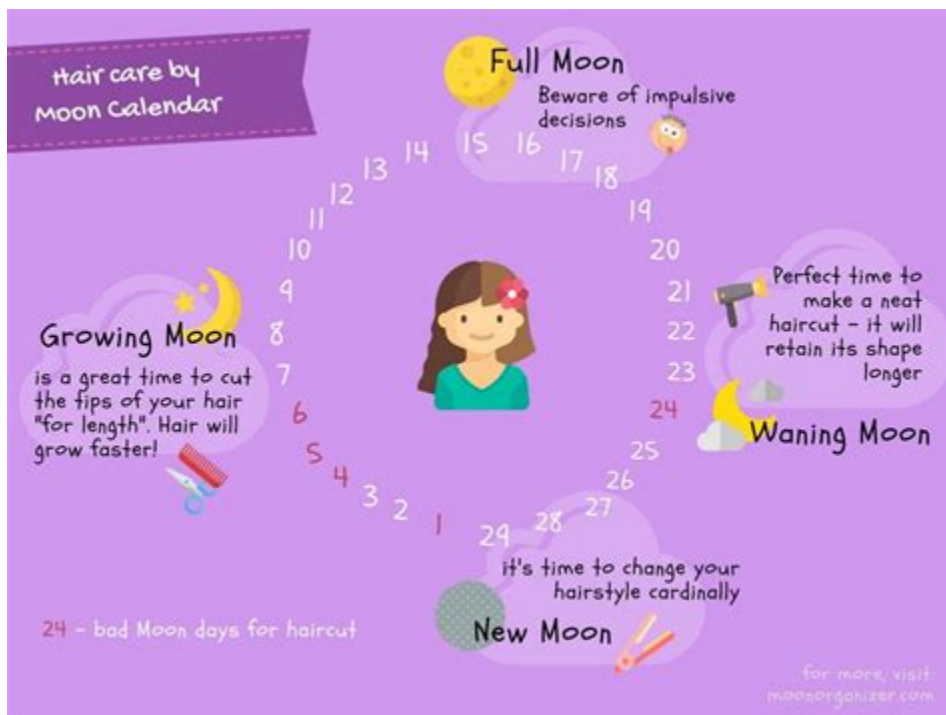 Hair care by
Moon Calendar
Full Moon
Beware of impulsive
decisions
15
16
17
18
19
20
21
22
23
24
25
26
27
28
29
1
2
3
4
5
6
7
8
9
10
11
12
13
14
Perfect time to
make a neat
haircut – it will
retain its shape
longer
Waning Moon
Growing Moon
is a great time to cut
the tips of your hair
"for length". Hair will
grow faster!
it's time to change your
hairstyle cardinally
New Moon
24 – bad Moon days for haircut
for more, visit:
moonorganizer.com